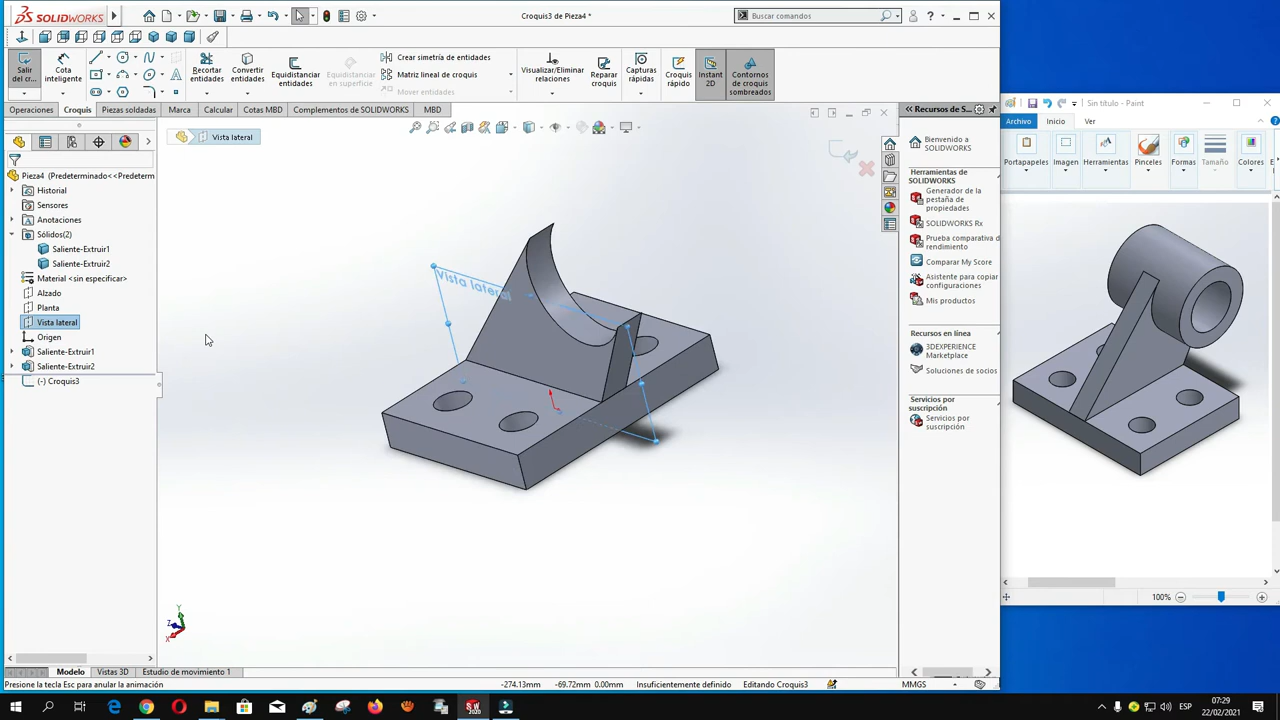 SOLIDWORKS
Croquis3 de Pieza4 *
Buscar comandos
Salir del cr...
Cota inteligente
Recortar entidades
Convertir entidades
Equidistanciar entidades
Equidistanciar en superficie
Crear simetría de entidades
Matriz lineal de croquis
Mover entidades
Visualizar/Eliminar relaciones
Reparar croquis
Capturas rápidas
Croquis rápido
Instant 2D
Contornos de croquis sombreados
Operaciones
Croquis
Piezas soldadas
Marca
Calcular
Cotas MBD
Complementos de SOLIDWORKS
MBD
Vista lateral
Pieza4 (Predeterminado<<Predeterm
Historial
Sensores
Anotaciones
Sólidos(2)
Saliente-Extruir1
Saliente-Extruir2
Material <sin especificar>
Alzado
Planta
Vista lateral
Origen
Saliente-Extruir1
Saliente-Extruir2
(-) Croquis3
Vista lateral
Y
Z
X
Recursos de S...
Bienvenido a
SOLIDWORKS
Herramientas de
SOLIDWORKS
Generador de la
pestaña de
propiedades
SOLIDWORKS Rx
Prueba comparativa d
rendimiento
Comparar My Score
Asistente para copiar
configuraciones
Mis productos
Recursos en línea
3DEXPERIENCE
Marketplace
Soluciones de socios
Servicios por
suscripción
Servicios por
suscripción
Modelo
Vistas 3D
Estudio de movimiento 1
Presione la tecla Esc para anular la animación
-274.13mm
-69.72mm 0.00mm
Insuficientemente definido
Editando Croquis3
MMGS
Sin título - Paint
Archivo
Inicio
Ver
Portapapeles
Imagen
Herramientas
Pinceles
Formas
Tamaño
Colores
100%
ESP
07:29
22/02/2021